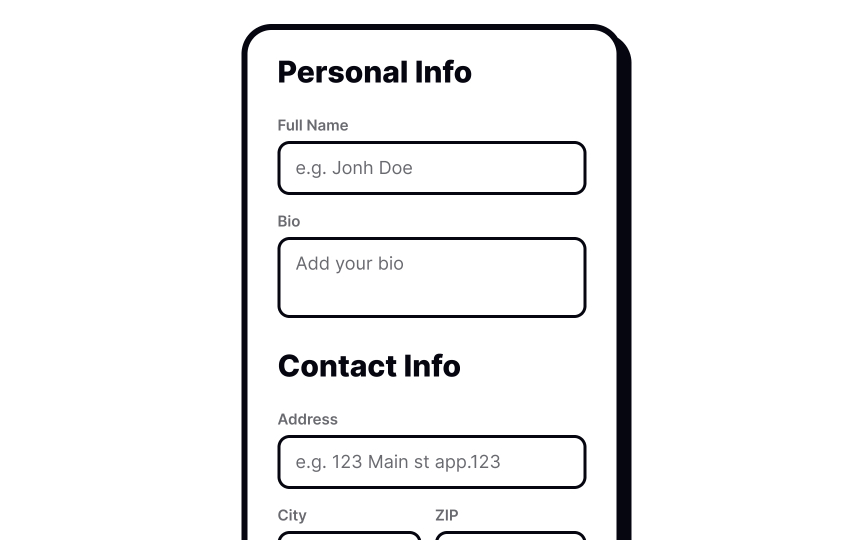 Personal Info
Full Name
e.g. Jonh Doe
Bio
Add your bio
Contact Info
Address
e.g. 123 Main st app.123
City ZIP